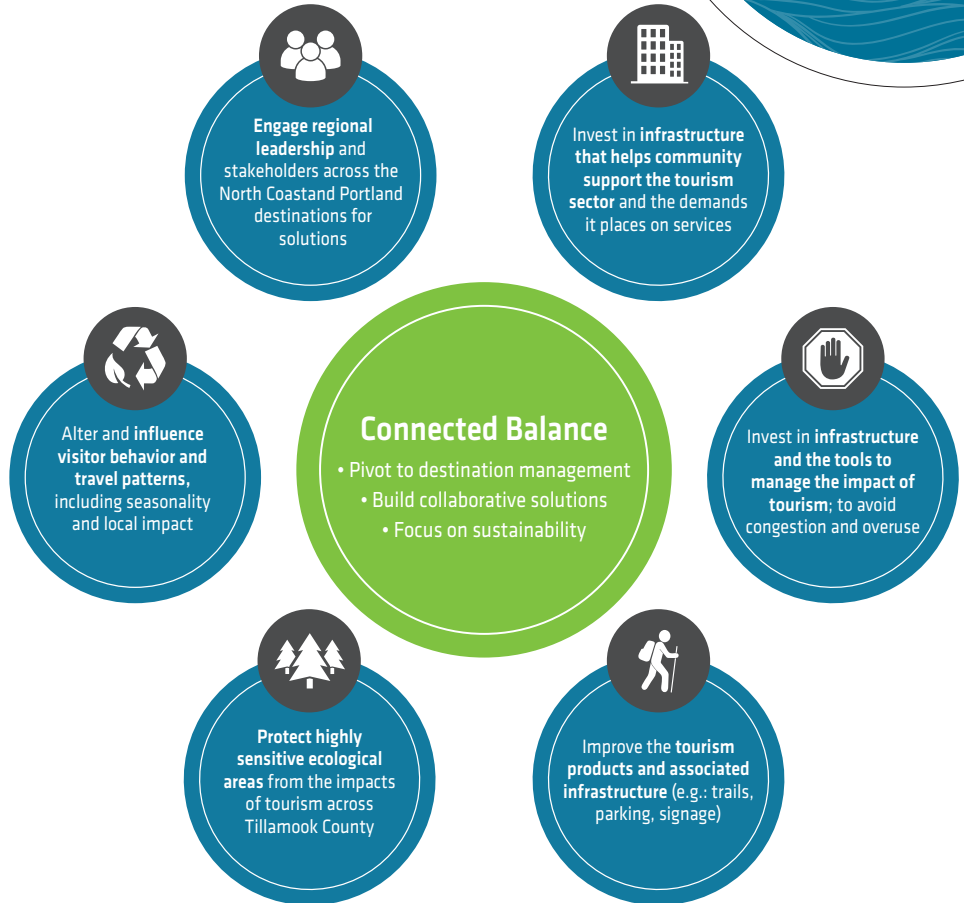 Engage regional
leadership and
stakeholders across the
North Coastand Portland
destinations for
solutions
Invest in infrastructure
that helps community
support the tourism
sector and the demands
it places on services
Alter and influence
visitor behavior and
travel patterns,
including seasonality
and local impact
Connected Balance
• Pivot to destination management
• Build collaborative solutions
• Focus on sustainability
Invest in infrastructure
and the tools to
manage the impact of
tourism; to avoid
congestion and overuse
Protect highly
sensitive ecological
areas from the impacts
of tourism across
Tillamook County
Improve the tourism
products and associated
infrastructure (e.g.: trails,
parking, signage)